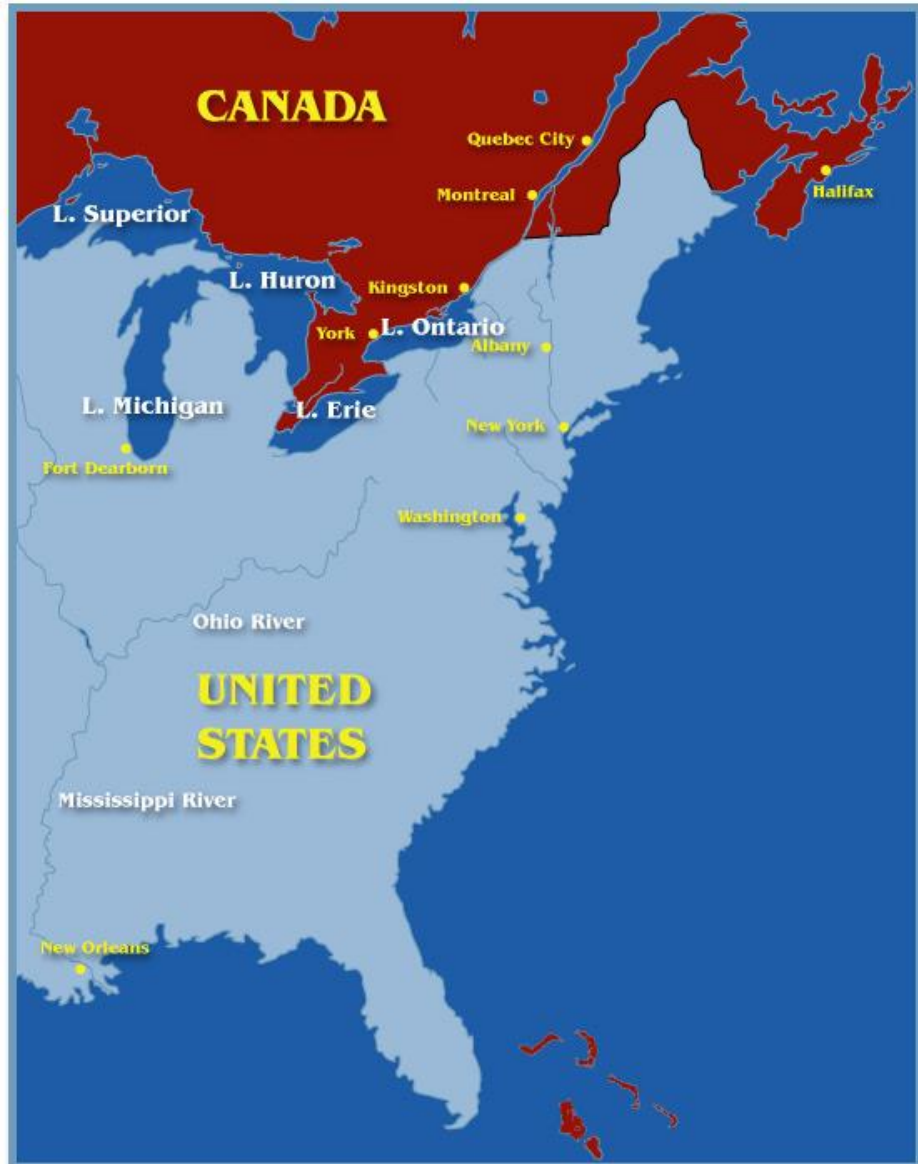 CANADA
Quebec City
Montreal
Halifax
L. Superior
L. Huron
Kingston
York
L. Ontario
Albany
L. Michigan
L. Erie
New York
Fort Dearborn
Washington
Ohio River
UNITED
STATES
Mississippi River
New Orleans